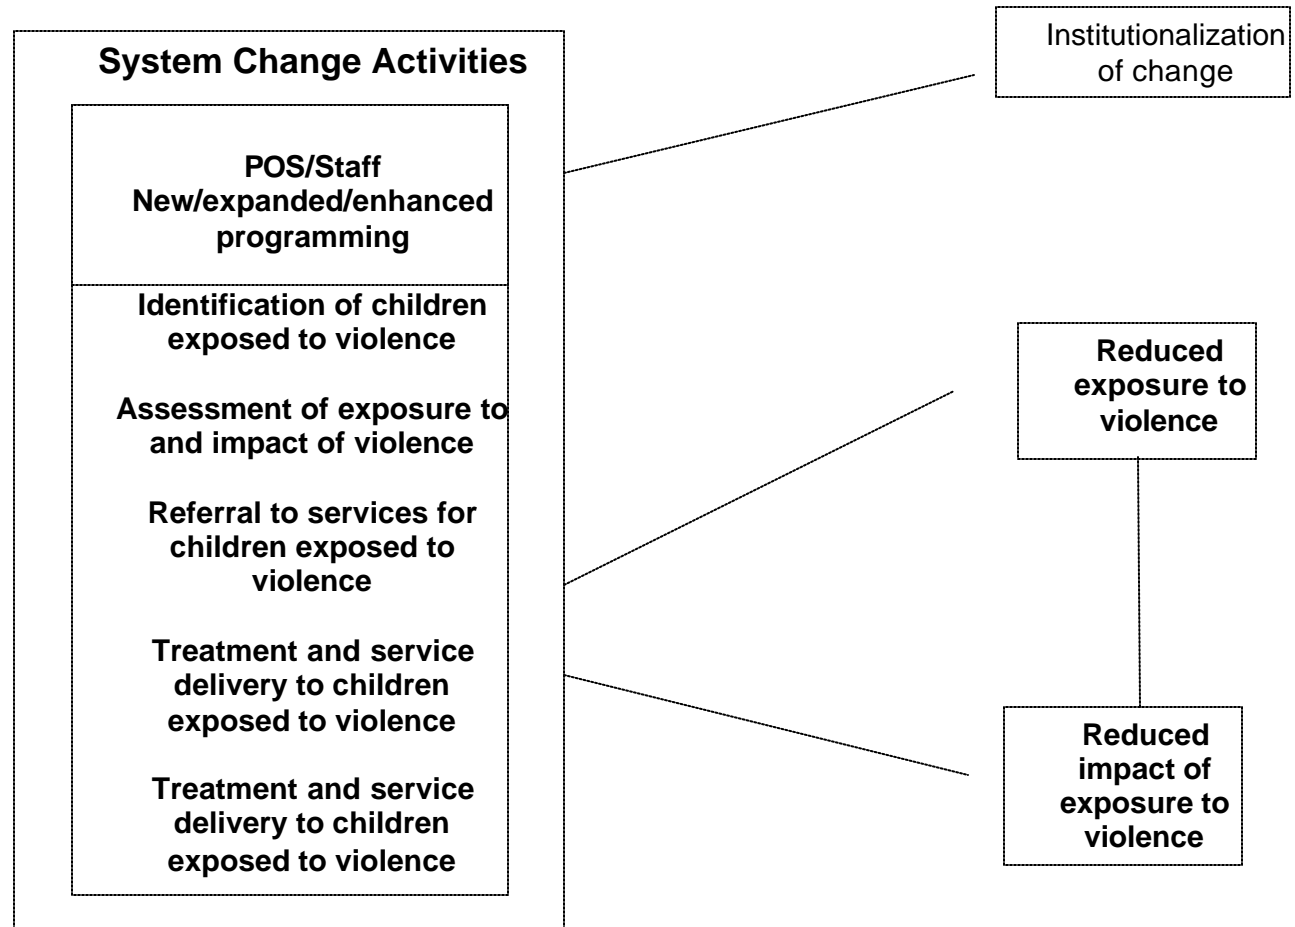 System Change Activities
POS/Staff
New/expanded/enhanced
programming
Identification of children
exposed to violence
Assessment of exposure to
and impact of violence
Referral to services for
children exposed to
violence
Treatment and service
delivery to children
exposed to violence
Treatment and service
delivery to children
exposed to violence
Institutionalization
of change
Reduced
exposure to
violence
Reduced
impact of
exposure to
violence